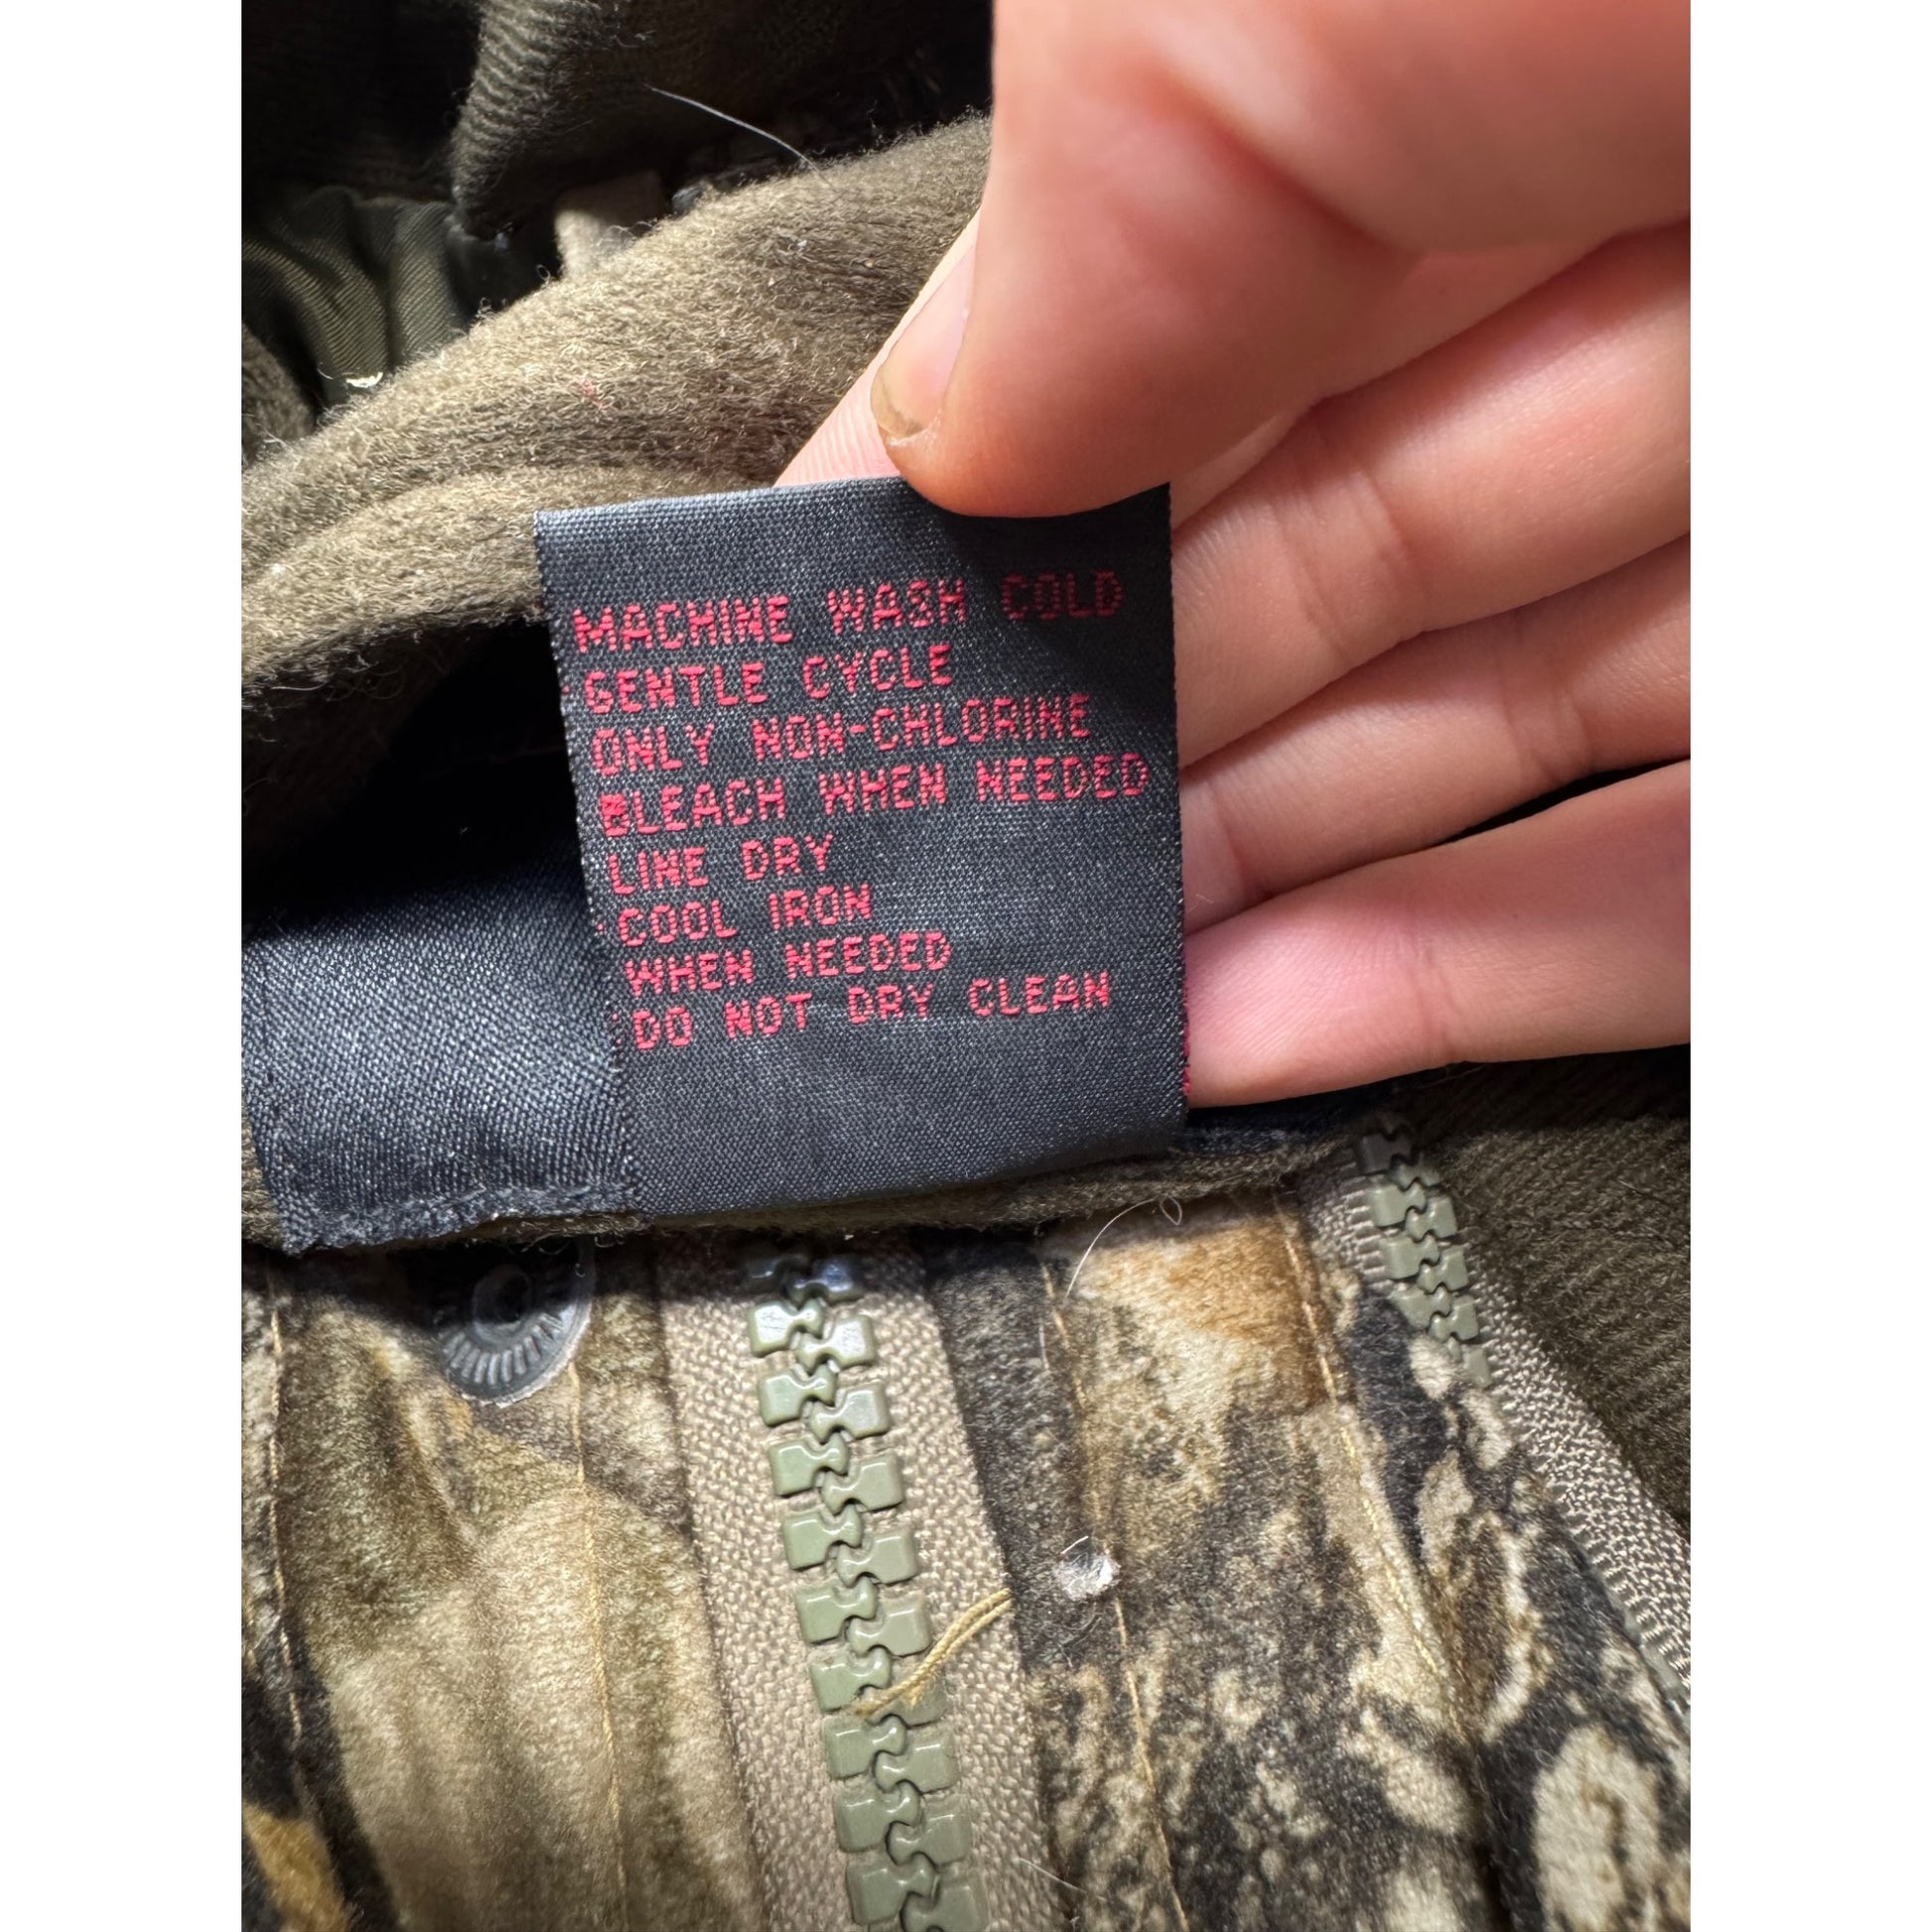 MACHINE WASH COLD
GENTLE CYCLE
ONLY NON-CHLORINE
BLEACH WHEN NEEDED
LINE DRY
COOL IRON
WHEN NEEDED
DO NOT DRY CLEAN